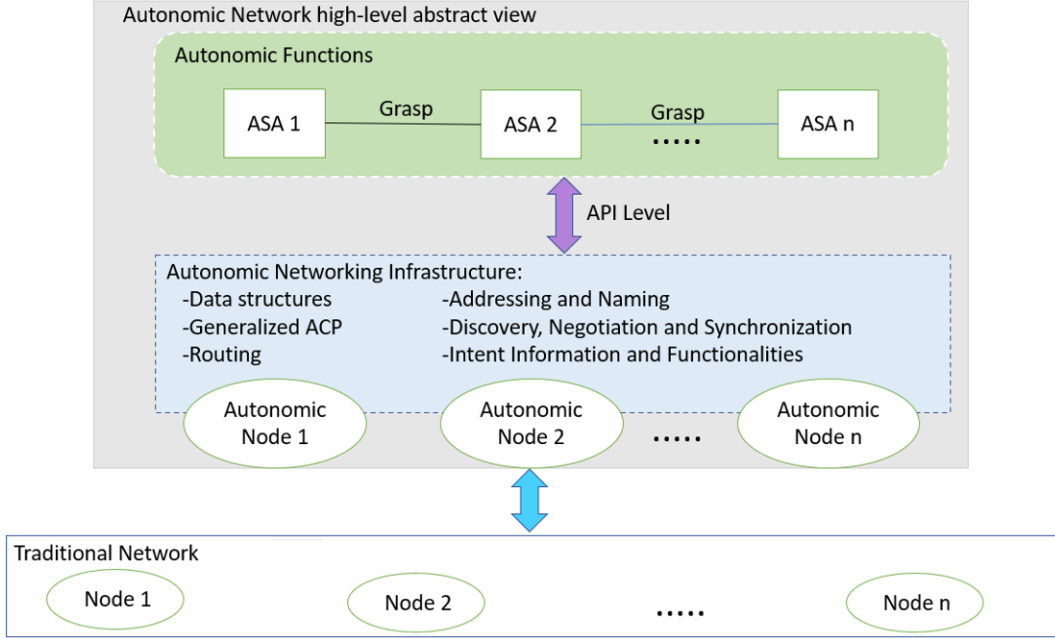 Autonomic Network high-level abstract view
Autonomic Functions
ASA 1
Grasp
ASA 2
Grasp
.....
ASA n
API Level
Autonomic Networking Infrastructure:
-Data structures
-Addressing and Naming
-Generalized ACP
-Discovery, Negotiation and Synchronization
-Routing
-Intent Information and Functionalities
Autonomic
Node 1
Autonomic
Node 2
.....
Autonomic
Node n
Traditional Network
Node 1
Node 2
.....
Node n